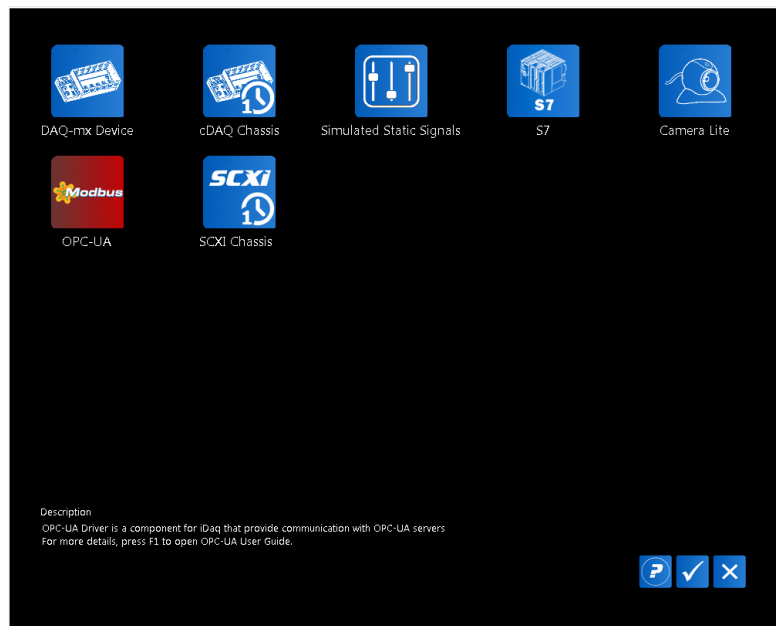 1
S7
DAQ-mx Device
cDAQ Chassis
Simulated Static Signals
S7
Camera Lite
Modbus
SCXI
1
OPC-UA
SCXI Chassis
Description
OPC-UA Driver is a component for iDaq that provide communication with OPC-UA servers
For more details, press F1 to open OPC-UA User Guide.
?